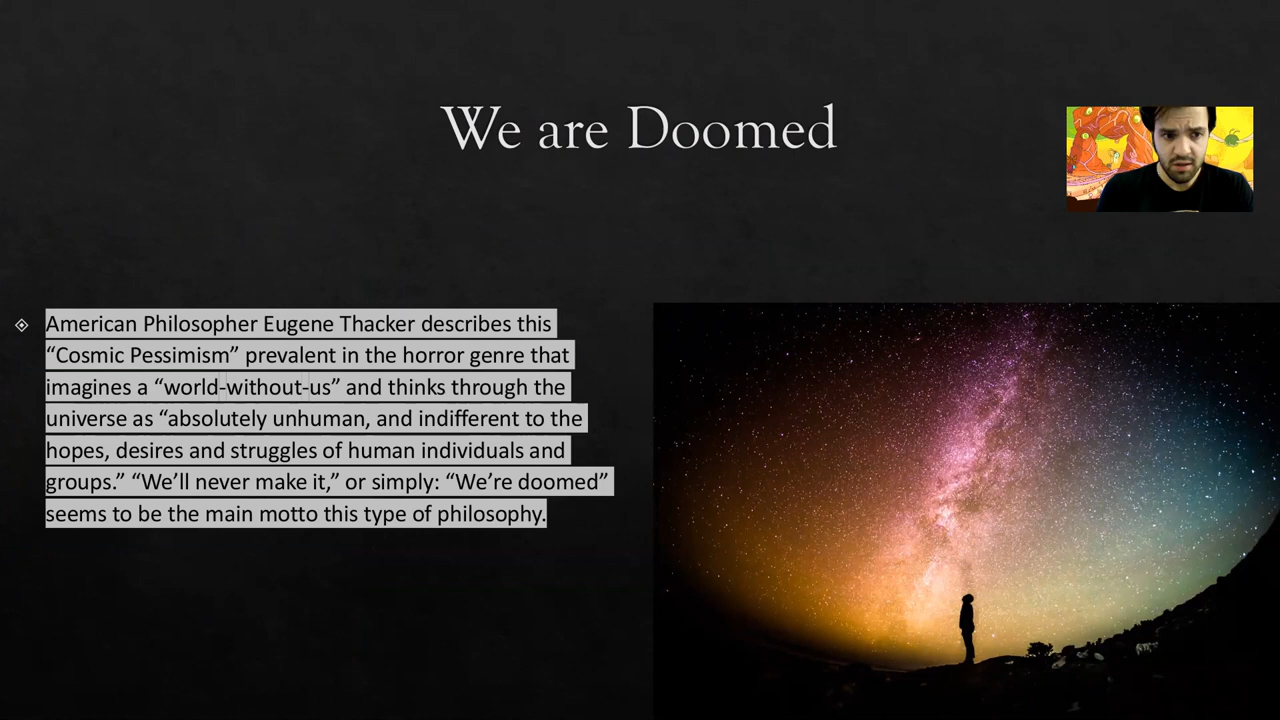 We are Doomed
American Philosopher Eugene Thacker describes this
“Cosmic Pessimism” prevalent in the horror genre that
imagines a “world-without-us” and thinks through the
universe as “absolutely unhuman, and indifferent to the
hopes, desires and struggles of human individuals and
groups.” “We’ll never make it,” or simply: “We’re doomed”
seems to be the main motto this type of philosophy.